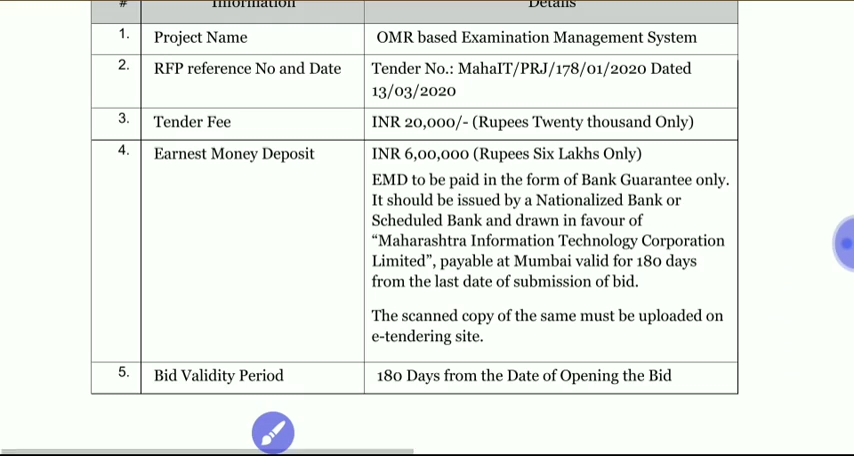 # Information Details
1. Project Name OMR based Examination Management System
2. RFP reference No and Date Tender No.: MahaIT/PRJ/178/01/2020 Dated
13/03/2020
3. Tender Fee INR 20,000/- (Rupees Twenty thousand Only)
4. Earnest Money Deposit INR 6,00,000 (Rupees Six Lakhs Only)
EMD to be paid in the form of Bank Guarantee only.
It should be issued by a Nationalized Bank or
Scheduled Bank and drawn in favour of
“Maharashtra Information Technology Corporation
Limited”, payable at Mumbai valid for 180 days
from the last date of submission of bid.
The scanned copy of the same must be uploaded on
e-tendering site.
5. Bid Validity Period 180 Days from the Date of Opening the Bid